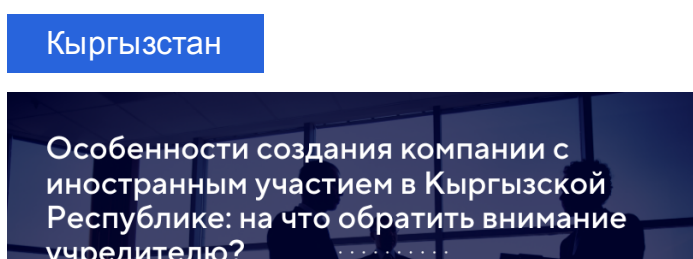 Кыргызстан
Особенности создания компании с
иностранным участием в Кыргызской
Республике: на что обратить внимание
учредителю?